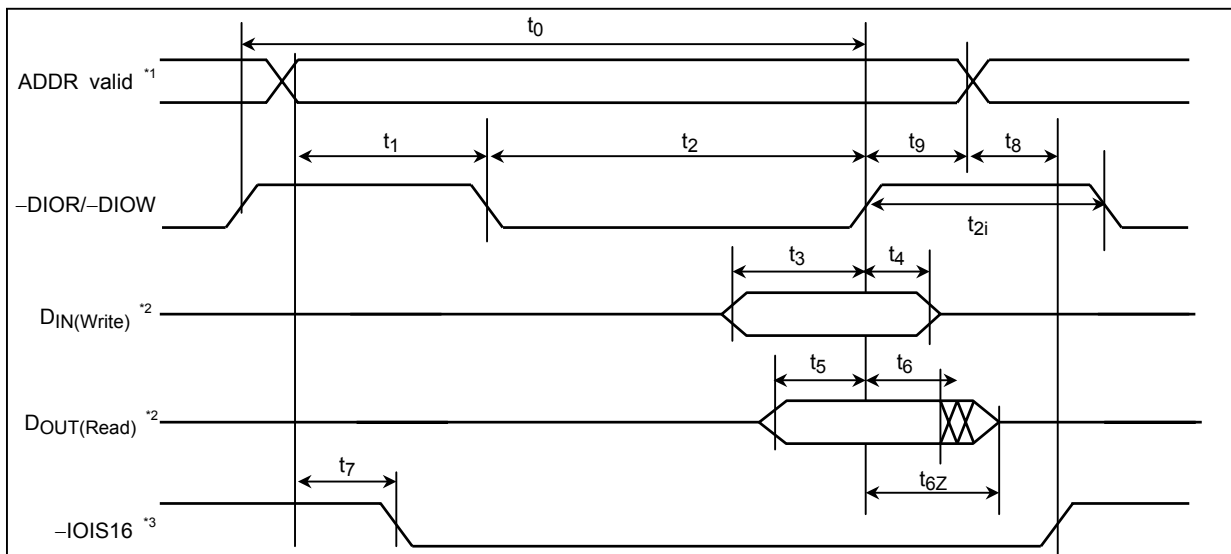 t0
ADDR valid *1
t1 t2 t9 t8
–DIOR/–DIOW
t2i
t3 t4
DIN(Write) *2
t5 t6
DOUT(Read) *2
t7 t6Z
–IOIS16 *3